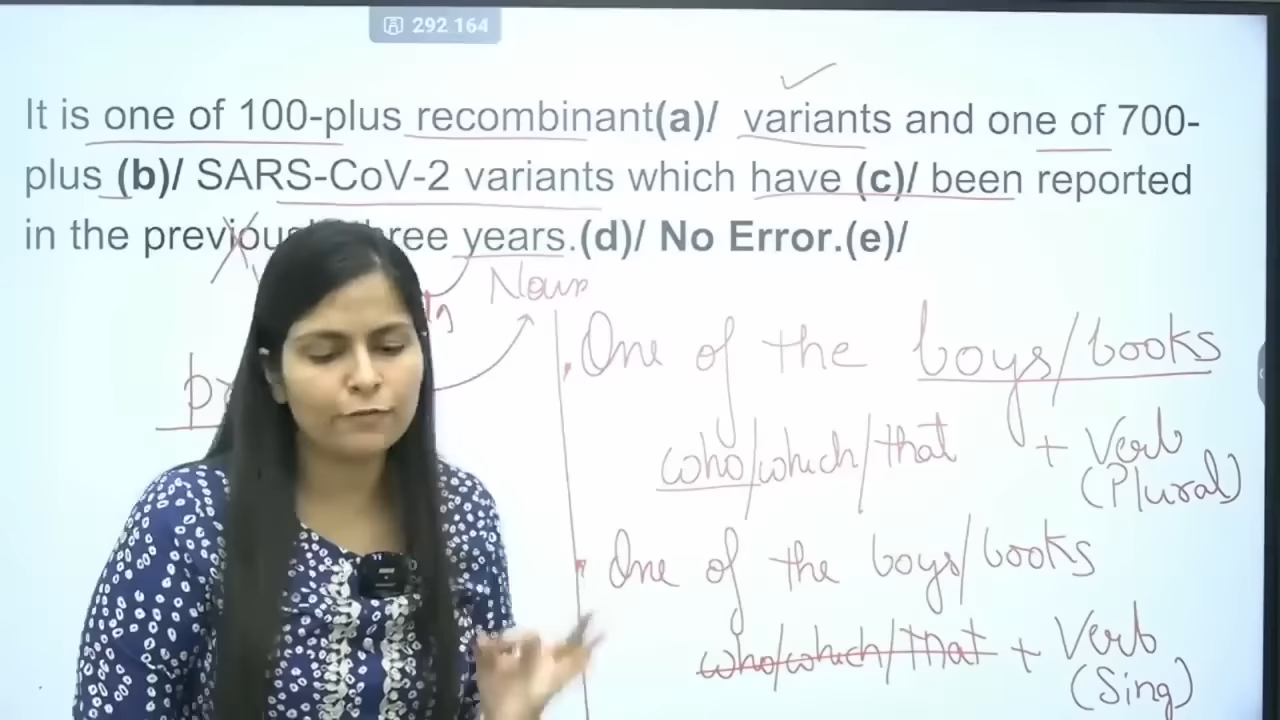 292 164
It is one of 100-plus recombinant(a)/ variants and one of 700-
plus (b)/ SARS-CoV-2 variants which have (c)/ been reported
in the years.(d)/ No Error.(e)/
Noun
One of the boys/books
who/which/that + Verb
(Plural)
One of the boys/books
who/which/that + Verb
(Sing)